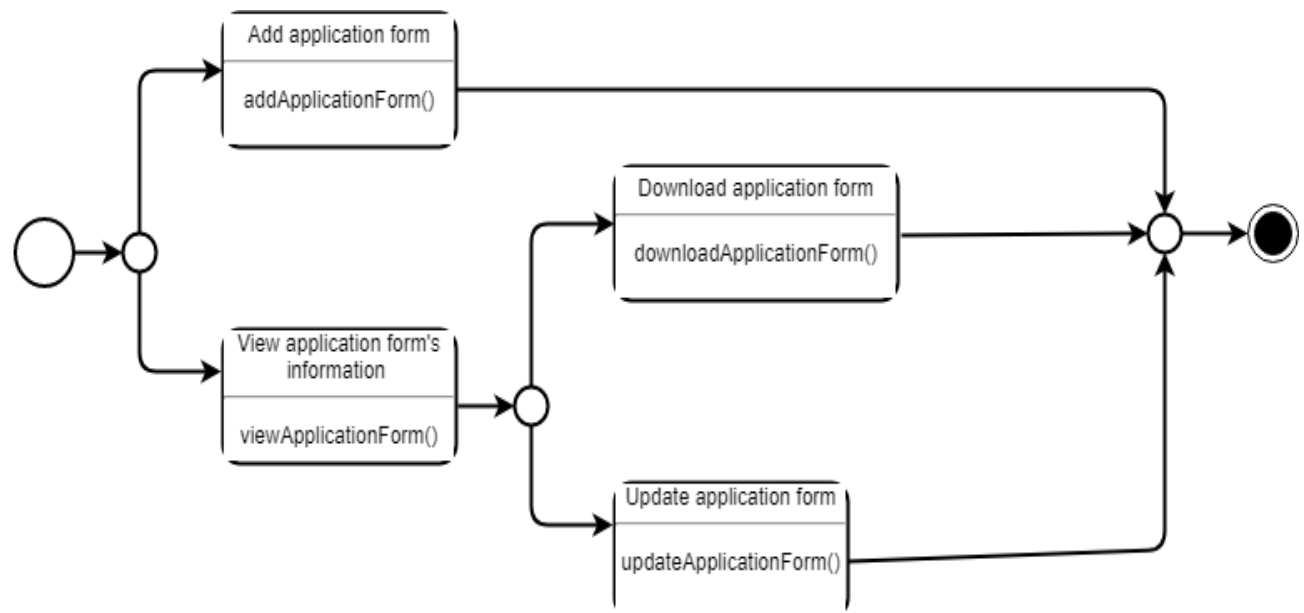 Add application form
addApplicationForm()
Download application form
downloadApplicationForm()
View application form's
information
viewApplicationForm()
Update application form
updateApplicationForm()